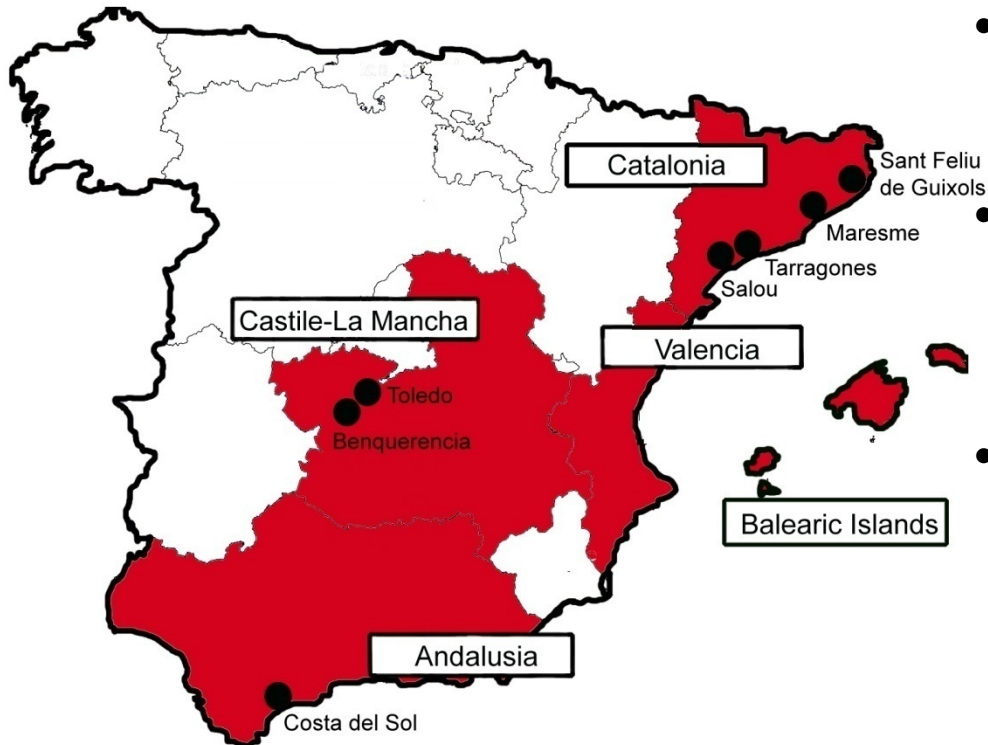 Catalonia
Sant Feliu
de Guixols
Maresme
Tarragones
Salou
Castile-La Mancha
Valencia
Toledo
Benquerencia
Balearic Islands
Andalusia
Costa del Sol